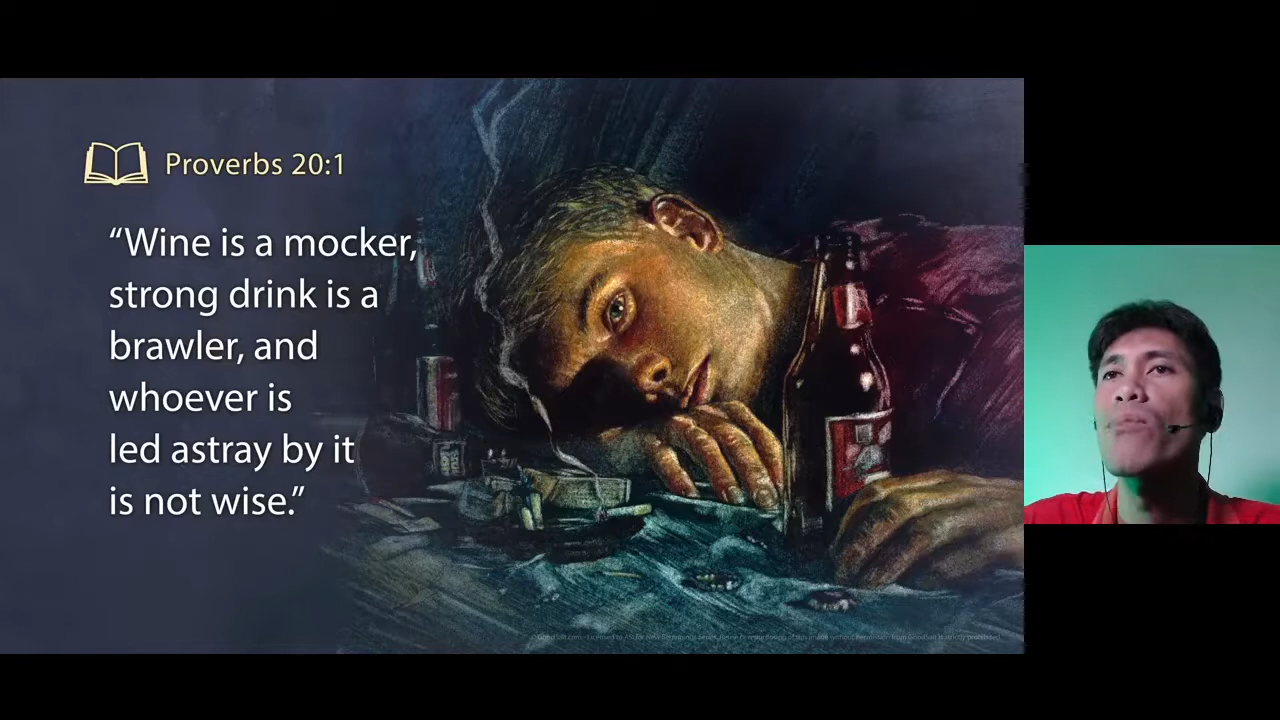 Proverbs 20:1
“Wine is a mocker,
strong drink is a
brawler, and
whoever is
led astray by it
is not wise.”